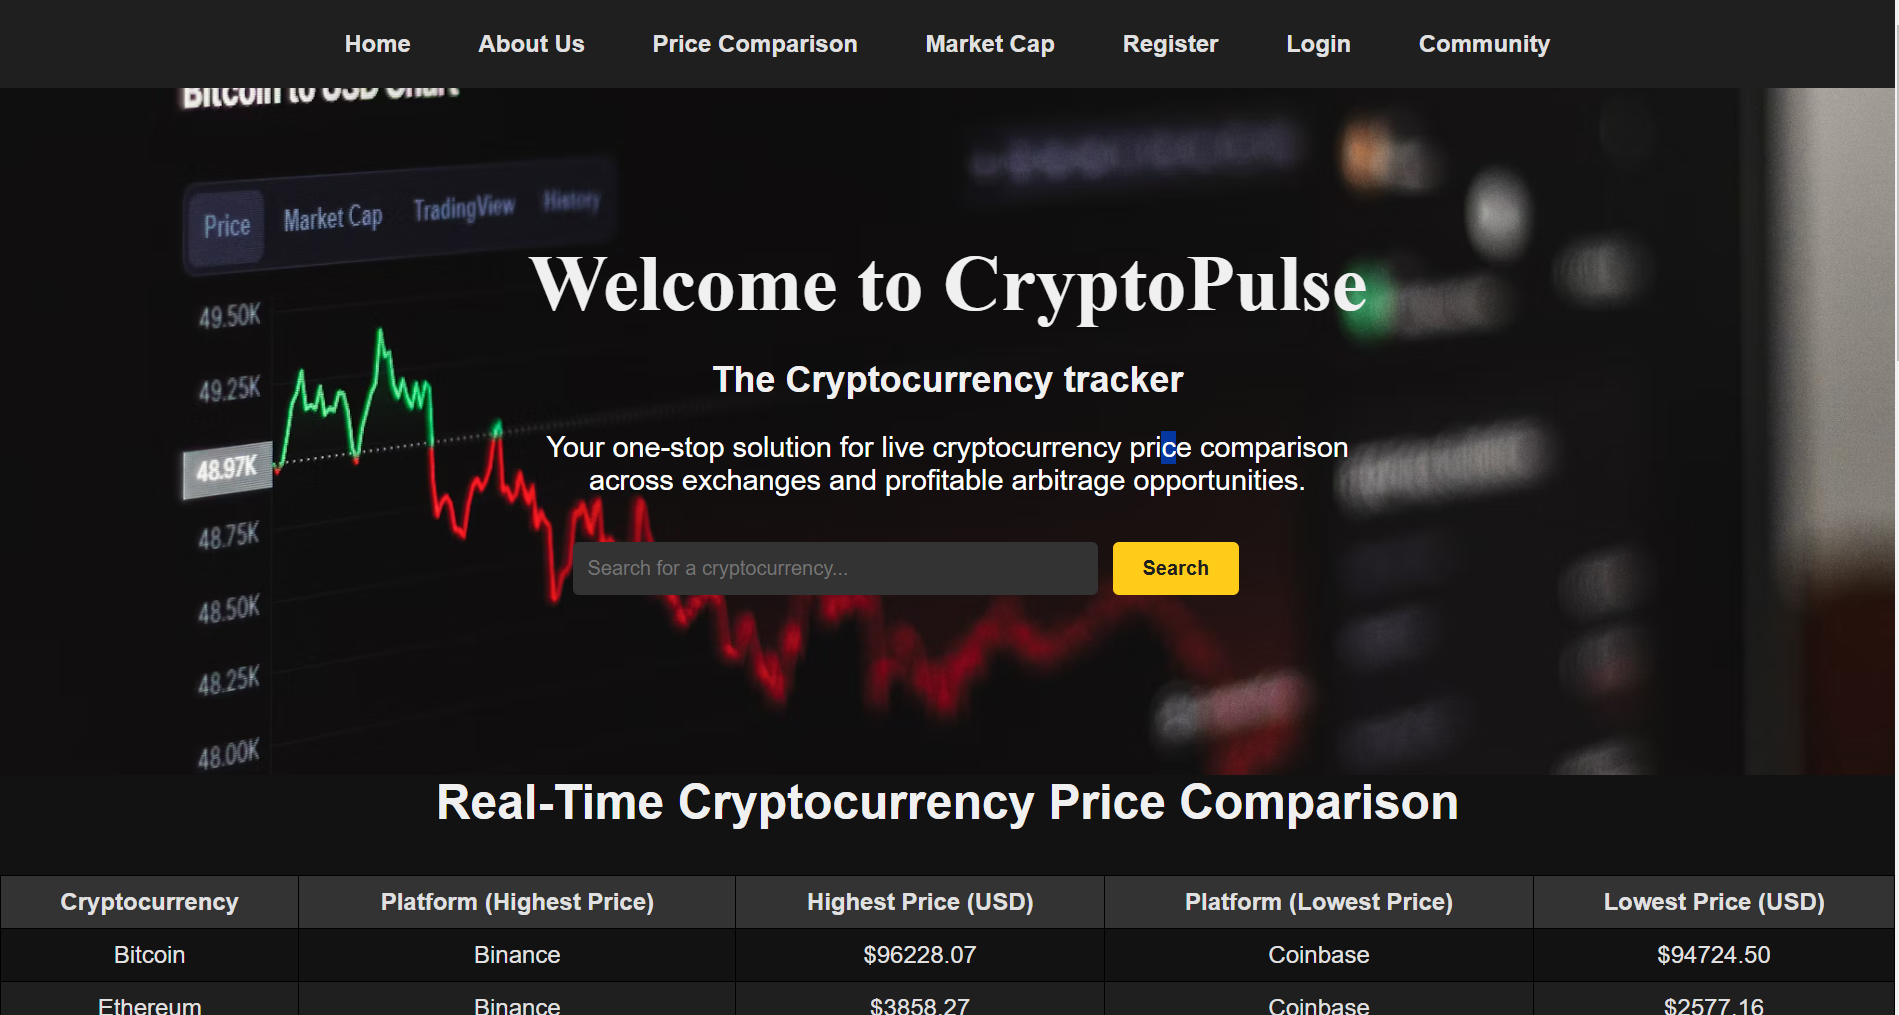 Home About Us Price Comparison Market Cap Register Login Community
Bitcoin to USD Chart
Price Market Cap TradingView History
Welcome to CryptoPulse
49.50K
49.25K
The Cryptocurrency tracker
Your one-stop solution for live cryptocurrency price comparison
48.97K
across exchanges and profitable arbitrage opportunities.
48.75K
Search for a cryptocurrency... Search
48.50K
48.25K
48.00K
Real-Time Cryptocurrency Price Comparison
Cryptocurrency Platform (Highest Price) Highest Price (USD) Platform (Lowest Price) Lowest Price (USD)
Bitcoin Binance $96228.07 Coinbase $94724.50
Ethereum Binance $3858.27 Coinbase $2577.16